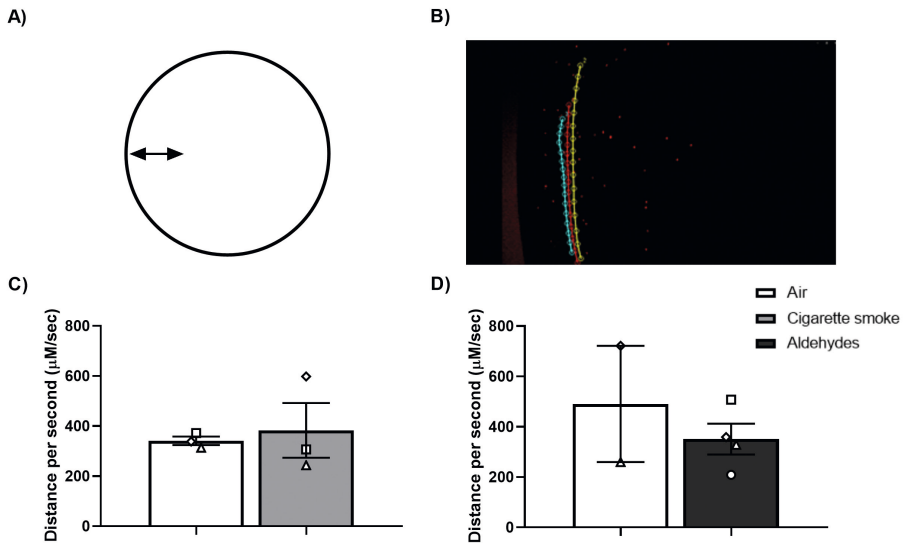 A)
B)
C)
Distance per second (μM/sec)
800
600
400
200
0
D)
Distance per second (μM/sec)
800
600
400
200
0
Air
Cigarette smoke
Aldehydes